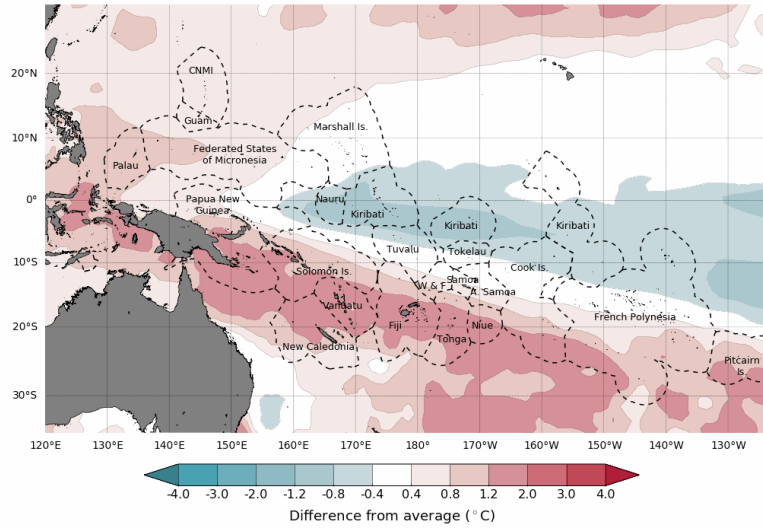 20°N
CNMI
Guam
Marshall Is.
10°N
Federated States
of Micronesia
Palau
0°
Papua New
Guinea
Nauru
Kiribati
Kiribati
Kiribati
Tuvalu
Tokelau
10°S
Solomon Is.
Cook Is.
Samoa
W & F
A. Samoa
Vanuatu
French Polynesia
20°S
Fiji
Niue
Tonga
New Caledonia
Pitcairn
Is.
30°S
120°E 130°E 140°E 150°E 160°E 170°E 180° 170°W 160°W 150°W 140°W 130°W
-4.0 -3.0 -2.0 -1.2 -0.8 -0.4 0.4 0.8 1.2 2.0 3.0 4.0
Difference from average (°C)